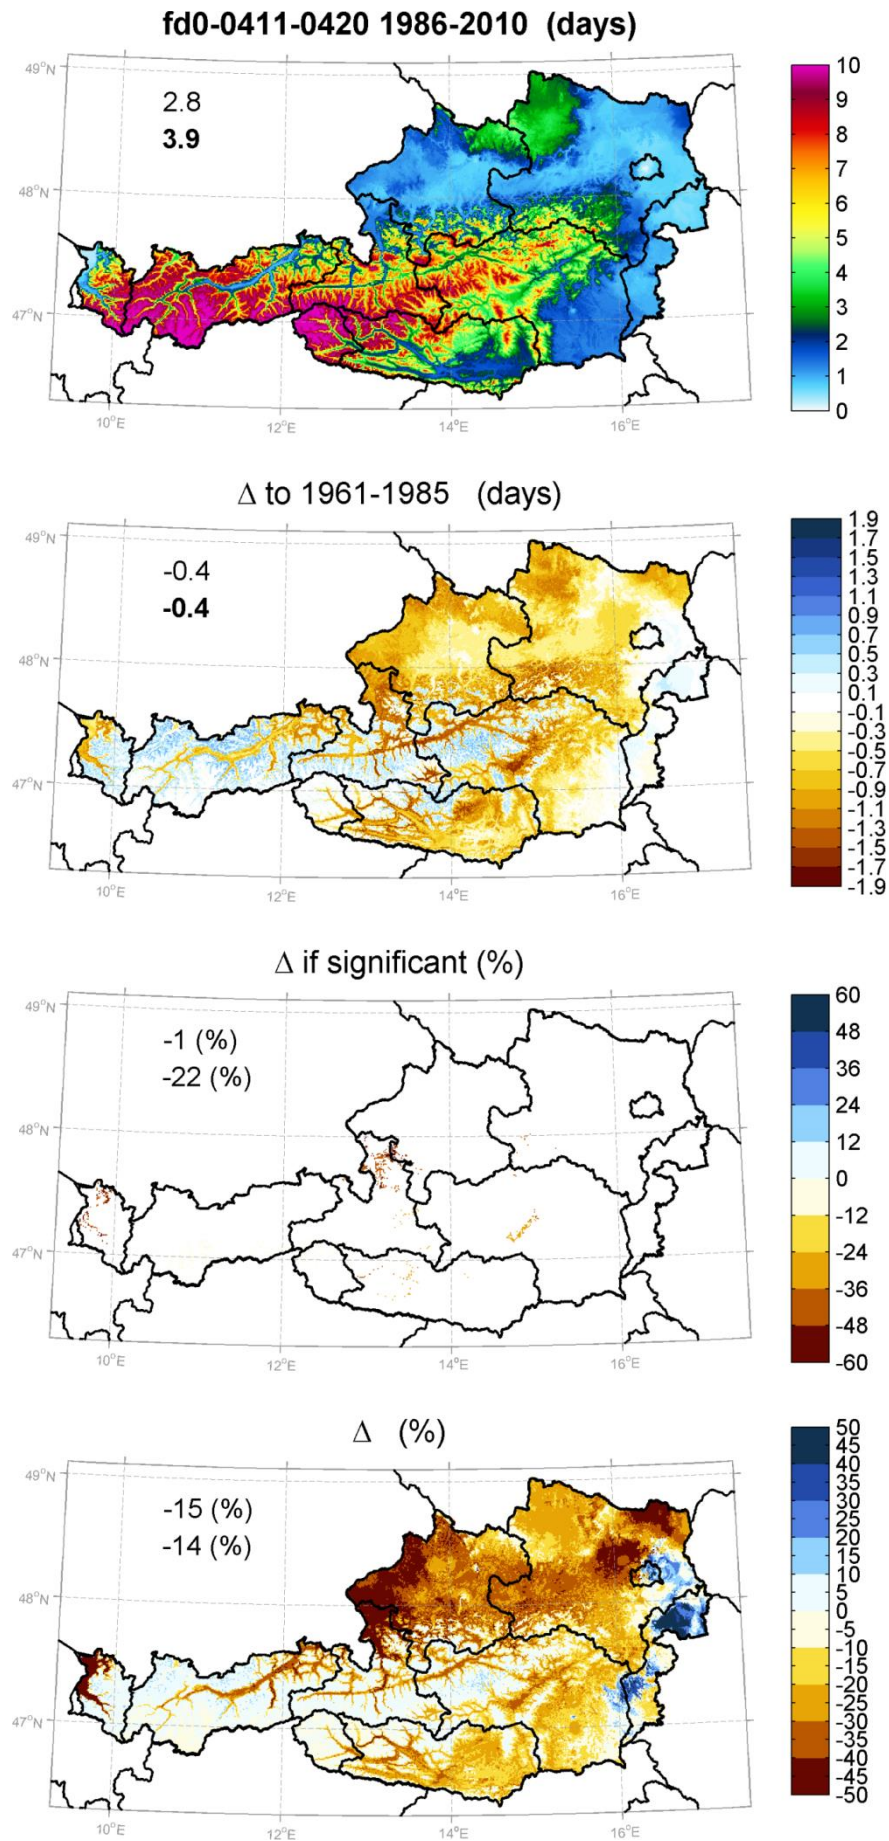 fd0-0411-0420 1986-2010 (days)
49°N
48°N
47°N
2.8
3.9
10°E
12°E
14°E
16°E
10
9
8
7
6
5
4
3
2
1
0
Δ to 1961-1985 (days)
49°N
48°N
47°N
-0.4
-0.4
10°E
12°E
14°E
16°E
1.9
1.7
1.5
1.3
1.1
0.9
0.7
0.5
0.3
0.1
-0.1
-0.3
-0.5
-0.7
-0.9
-1.1
-1.3
-1.5
-1.7
-1.9
Δ if significant (%)
49°N
48°N
47°N
-1 (%)
-22 (%)
10°E
12°E
14°E
16°E
60
48
36
24
12
0
-12
-24
-36
-48
-60
Δ (%)
49°N
48°N
47°N
-15 (%)
-14 (%)
10°E
12°E
14°E
16°E
50
45
40
35
30
25
20
15
10
5
0
-5
-10
-15
-20
-25
-30
-35
-40
-45
-50